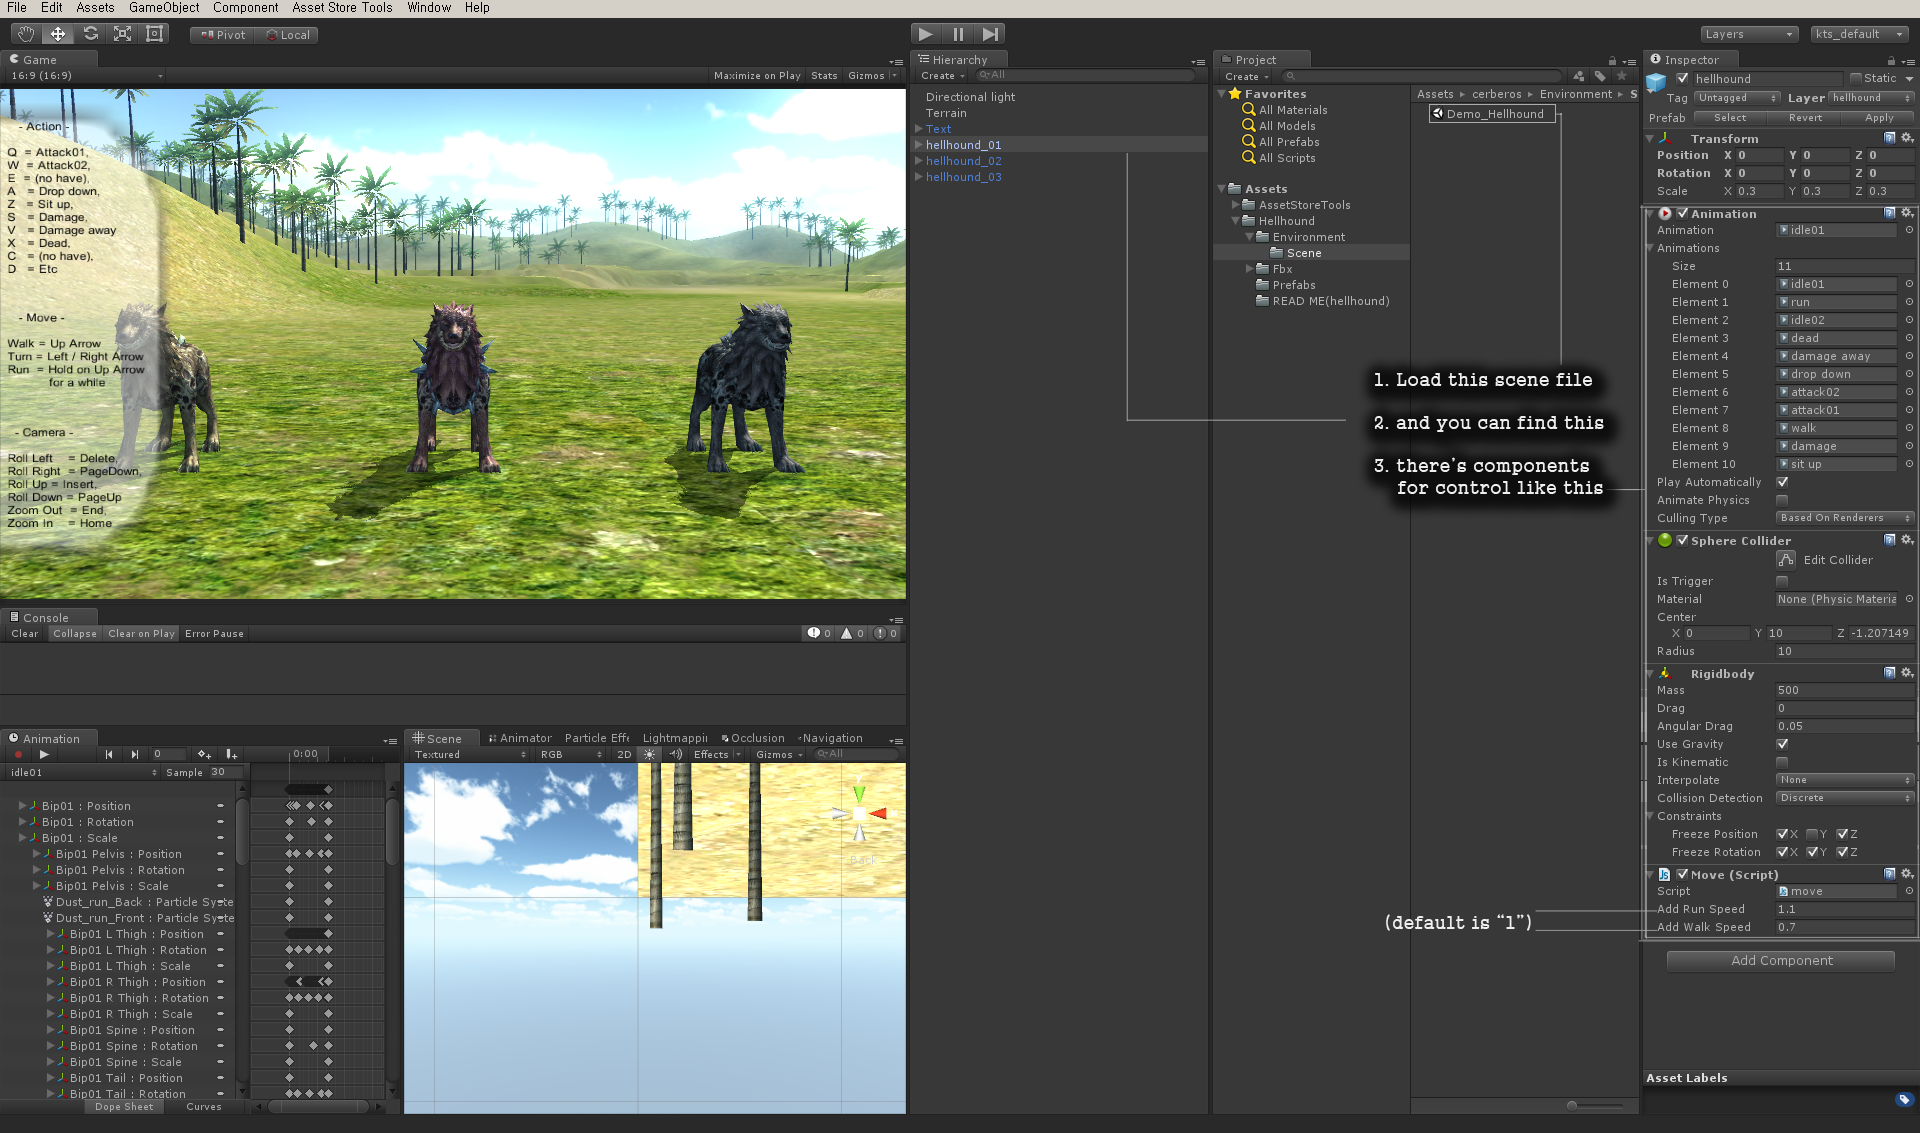 File Edit Assets GameObject Component Asset Store Tools Window Help
Pivot Local
Layers kts_default
Game
16:9 (16:9) Maximize on Play Stats Gizmos
- Action -
Q = Attack01,
W = Attack02,
E = (no have),
A = Drop down,
Z = Sit up,
S = Damage,
V = Damage away
X = Dead,
C = (no have),
D = Etc
- Move -
Walk = Up Arrow
Turn = Left / Right Arrow
Run = Hold on Up Arrow
for a while
- Camera -
Roll Left = Delete,
Roll Right = PageDown,
Roll Up = Insert,
Roll Down = PageUp
Zoom Out = End,
Zoom In = Home
Console
Clear Collapse Clear on Play Error Pause 0 0 0
Animation
0 0:00
idle01 Sample 30
Bip01 : Position
Bip01 : Rotation
Bip01 : Scale
Bip01 Pelvis : Position
Bip01 Pelvis : Rotation
Bip01 Pelvis : Scale
Dust_run_Back : Particle Syste
Dust_run_Front : Particle Syste
Bip01 L Thigh : Position
Bip01 L Thigh : Rotation
Bip01 L Thigh : Scale
Bip01 R Thigh : Position
Bip01 R Thigh : Rotation
Bip01 R Thigh : Scale
Bip01 Spine : Position
Bip01 Spine : Rotation
Bip01 Spine : Scale
Bip01 Tail : Position
Bip01 Tail : Rotation
Dope Sheet Curves
Scene Animator Particle Effe Lightmappi Occlusion Navigation
Textured RGB 2D Effects Gizmos All
Back
Hierarchy
Create All
Directional light
Terrain
Text
hellhound_01
hellhound_02
hellhound_03
Project
Create
Favorites
All Materials
All Models
All Prefabs
All Scripts
Assets
AssetStoreTools
Hellhound
Environment
Scene
Fbx
Prefabs
READ ME(hellhound)
Assets cerberos Environment S
Demo_Hellhound
1. Load this scene file
2. and you can find this
3. there's components
for control like this
(default is "1")
Inspector
hellhound Static
Tag Untagged Layer hellhound
Prefab Select Revert Apply
Transform
Position X 0 Y 0 Z 0
Rotation X 0 Y 0 Z 0
Scale X 0.3 Y 0.3 Z 0.3
Animation
Animation idle01
Animations
Size 11
Element 0 idle01
Element 1 run
Element 2 idle02
Element 3 dead
Element 4 damage away
Element 5 drop down
Element 6 attack02
Element 7 attack01
Element 8 walk
Element 9 damage
Element 10 sit up
Play Automatically
Animate Physics
Culling Type Based On Renderers
Sphere Collider
Edit Collider
Is Trigger
Material None (Physic Materia
Center
X 0 Y 10 Z -1.207149
Radius 10
Rigidbody
Mass 500
Drag 0
Angular Drag 0.05
Use Gravity
Is Kinematic
Interpolate None
Collision Detection Discrete
Constraints
Freeze Position X Y Z
Freeze Rotation X Y Z
Move (Script)
Script move
Add Run Speed 1.1
Add Walk Speed 0.7
Add Component
Asset Labels